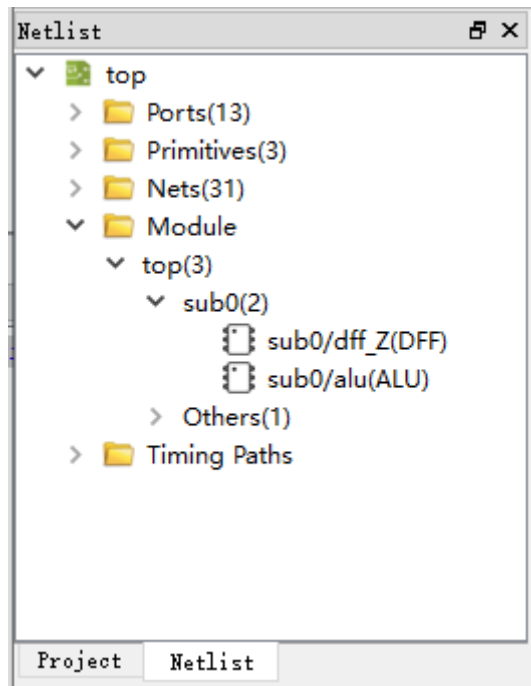 Netlist
top
Ports(13)
Primitives(3)
Nets(31)
Module
top(3)
sub0(2)
sub0/dff_Z(DFF)
sub0/alu(ALU)
Others(1)
Timing Paths
Project Netlist